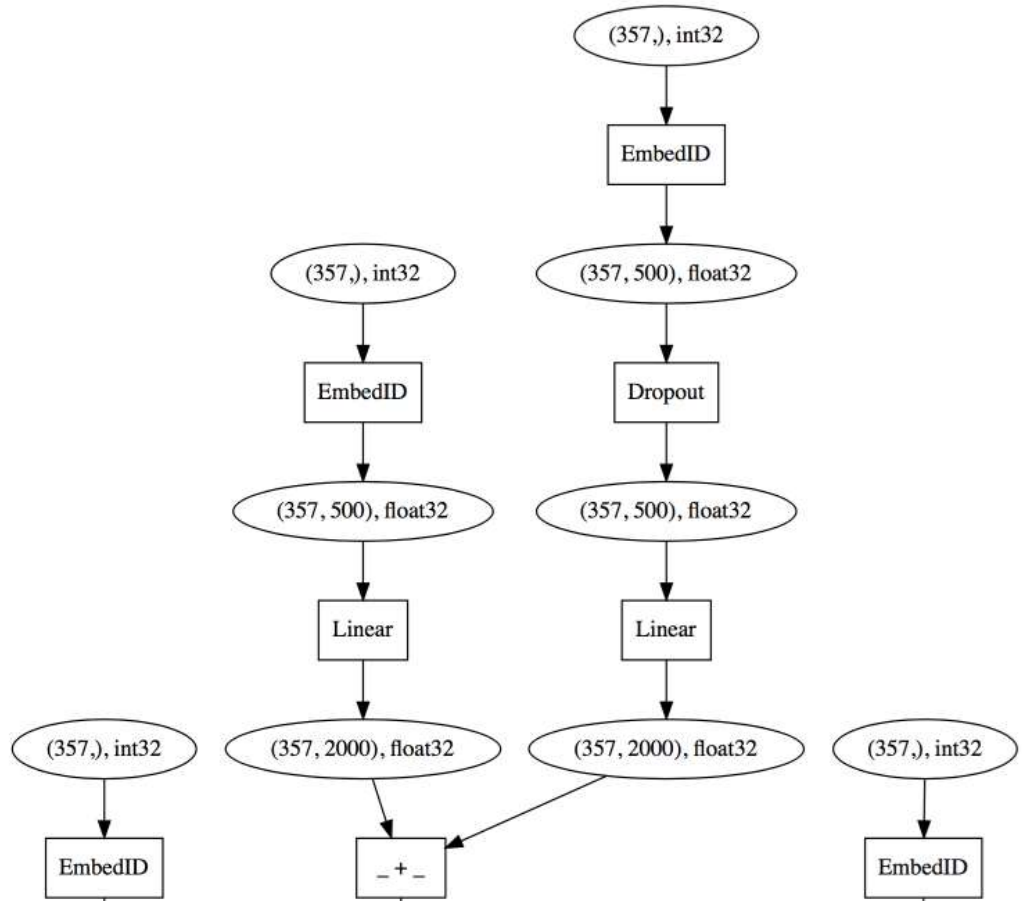 (357,), int32
EmbedID
(357,), int32
(357, 500), float32
EmbedID
Dropout
(357, 500), float32
(357, 500), float32
Linear
Linear
(357,), int32
(357, 2000), float32
(357, 2000), float32
(357,), int32
EmbedID
_ + _
EmbedID